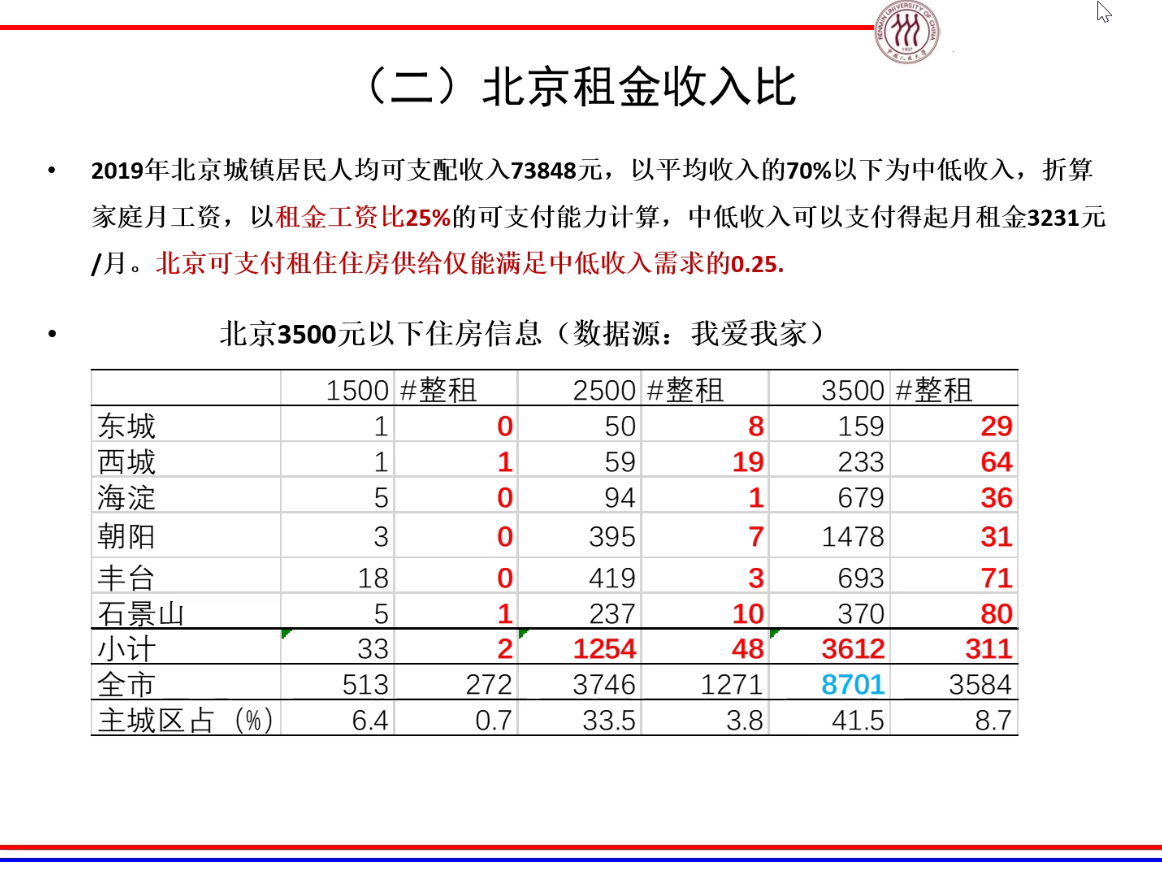 RENMIN UNIVERSITY OF CHINA
1937
中国人民大学
（二）北京租金收入比
• 2019年北京城镇居民人均可支配收入73848元，以平均收入的70%以下为中低收入，折算
家庭月工资，以租金工资比25%的可支付能力计算，中低收入可以支付得起月租金3231元
/月。北京可支付租住住房供给仅能满足中低收入需求的0.25.
• 北京3500元以下住房信息（数据源：我爱我家）
1500 #整租 2500 #整租 3500 #整租
东城 1 0 50 8 159 29
西城 1 1 59 19 233 64
海淀 5 0 94 1 679 36
朝阳 3 0 395 7 1478 31
丰台 18 0 419 3 693 71
石景山 5 1 237 10 370 80
小计 33 2 1254 48 3612 311
全市 513 272 3746 1271 8701 3584
主城区占（%） 6.4 0.7 33.5 3.8 41.5 8.7